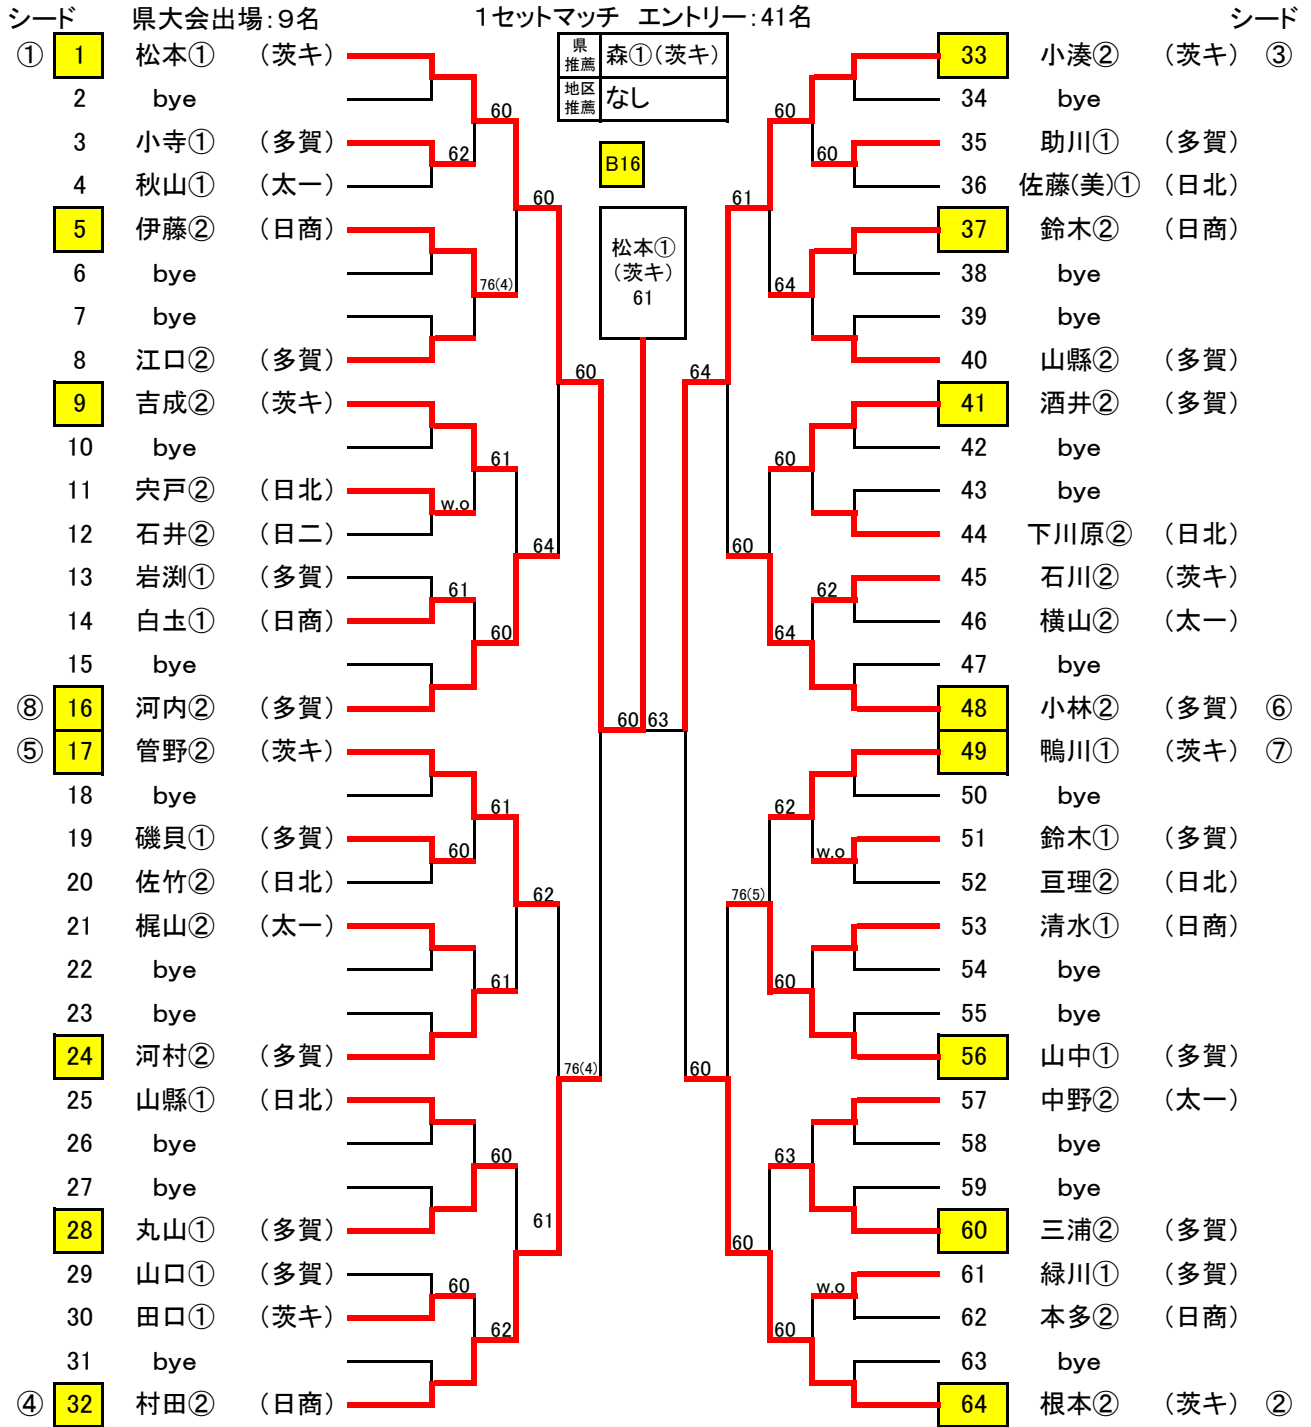 シード 県大会出場:9名 1セットマッチ エントリー:41名 シード
県推薦 森①(茨キ)
地区推薦 なし
B16
松本①
(茨キ)
61
① 1 松本① (茨キ)
2 bye
3 小寺① (多賀)
4 秋山① (太一)
5 伊藤② (日商)
6 bye
7 bye
8 江口② (多賀)
9 吉成② (茨キ)
10 bye
11 宍戸② (日北)
12 石井② (日二)
13 岩渕① (多賀)
14 白圡① (日商)
15 bye
⑧ 16 河内② (多賀)
⑤ 17 管野② (茨キ)
18 bye
19 磯貝① (多賀)
20 佐竹② (日北)
21 梶山② (太一)
22 bye
23 bye
24 河村② (多賀)
25 山縣① (日北)
26 bye
27 bye
28 丸山① (多賀)
29 山口① (多賀)
30 田口① (茨キ)
31 bye
④ 32 村田② (日商)
62
w.o
61
60
60
60
76(4)
61
60
61
61
60
62
60
64
62
61
60
76(4)
60 63
64
60
61
60
76(5)
60
60
64
60
64
62
60
63
60
60
62
w.o
w.o
33 小湊② (茨キ) ③
34 bye
35 助川① (多賀)
36 佐藤(美)① (日北)
37 鈴木② (日商)
38 bye
39 bye
40 山縣② (多賀)
41 酒井② (多賀)
42 bye
43 bye
44 下川原② (日北)
45 石川② (茨キ)
46 横山② (太一)
47 bye
48 小林② (多賀) ⑥
49 鴨川① (茨キ) ⑦
50 bye
51 鈴木① (多賀)
52 亘理② (日北)
53 清水① (日商)
54 bye
55 bye
56 山中① (多賀)
57 中野② (太一)
58 bye
59 bye
60 三浦② (多賀)
61 緑川① (多賀)
62 本多② (日商)
63 bye
64 根本② (茨キ) ②